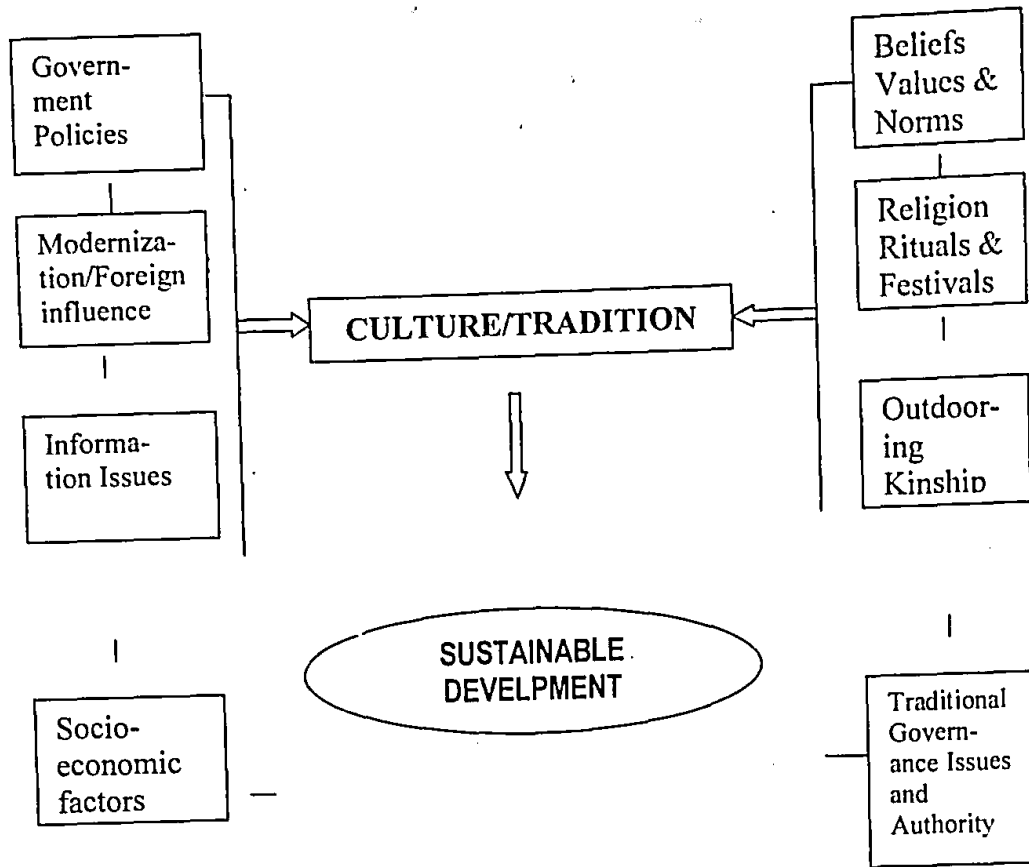 Govern-
ment
Policies
Beliefs
Values &
Norms
Moderniza-
tion/Foreign
influence
Religion
Rituals &
Festivals
CULTURE/TRADITION
Informa-
tion Issues
Outdoor-
ing
Kinship
SUSTAINABLE
DEVELPMENT
Socio-
economic
factors
Traditional
Govern-
ance Issues
and
Authority